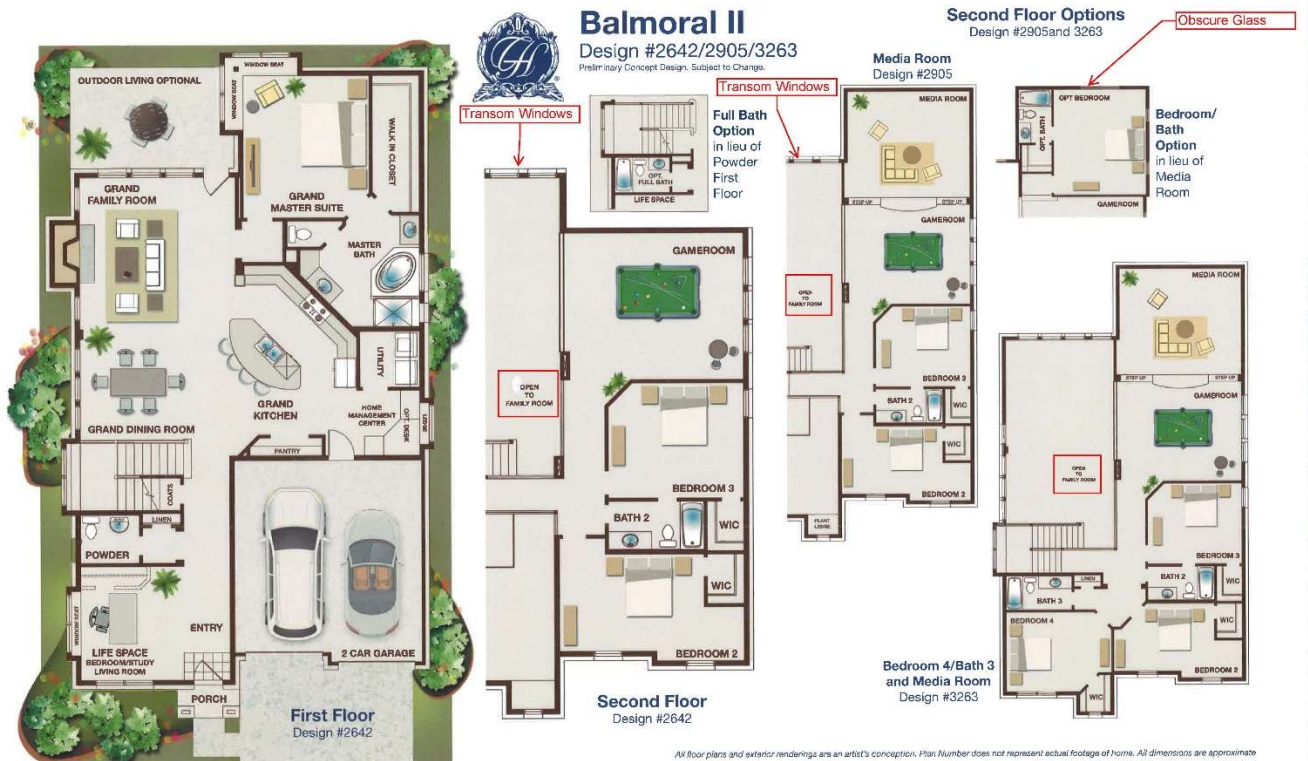 Balmoral II
Design #2642/2905/3263
Preliminary Concept Design. Subject to Change.
GH
Second Floor Options
Design #2905and 3263
Obscure Glass
Transom Windows
Transom Windows
OUTDOOR LIVING OPTIONAL
WINDOW SEAT
WINDOW SEAT
WALK IN CLOSET
GRAND
FAMILY ROOM
GRAND
MASTER SUITE
MASTER
BATH
UTILITY
GRAND
KITCHEN
HOME
MANAGEMENT
CENTER
OPT. DESK
LEDGE
GRAND DINING ROOM
PANTRY
COATS
LINEN
POWDER
WINDOW SEAT
ENTRY
LIFE SPACE
BEDROOM/STUDY
LIVING ROOM
2 CAR GARAGE
PORCH
First Floor
Design #2642
OPT.
FULL BATH
LIFE SPACE
Full Bath
Option
in lieu of
Powder
First
Floor
GAMEROOM
OPEN
TO
FAMILY ROOM
BEDROOM 3
BATH 2
WIC
WIC
BEDROOM 2
Second Floor
Design #2642
Media Room
Design #2905
MEDIA ROOM
STEP UP
STEP UP
GAMEROOM
OPEN
TO
FAMILY ROOM
BEDROOM 3
BATH 2
WIC
WIC
BEDROOM 2
PLANT
LEDGE
OPT BEDROOM
OPT. BATH
GAMEROOM
Bedroom/
Bath
Option
in lieu of
Media
Room
MEDIA ROOM
STEP UP
STEP UP
GAMEROOM
OPEN
TO
FAMILY ROOM
BEDROOM 3
BATH 2
WIC
LINEN
BATH 3
WIC
BEDROOM 4
BEDROOM 2
WIC
Bedroom 4/Bath 3
and Media Room
Design #3263
All floor plans and exterior renderings are an artist's conception. Plan Number does not represent actual footage of home. All dimensions are approximate